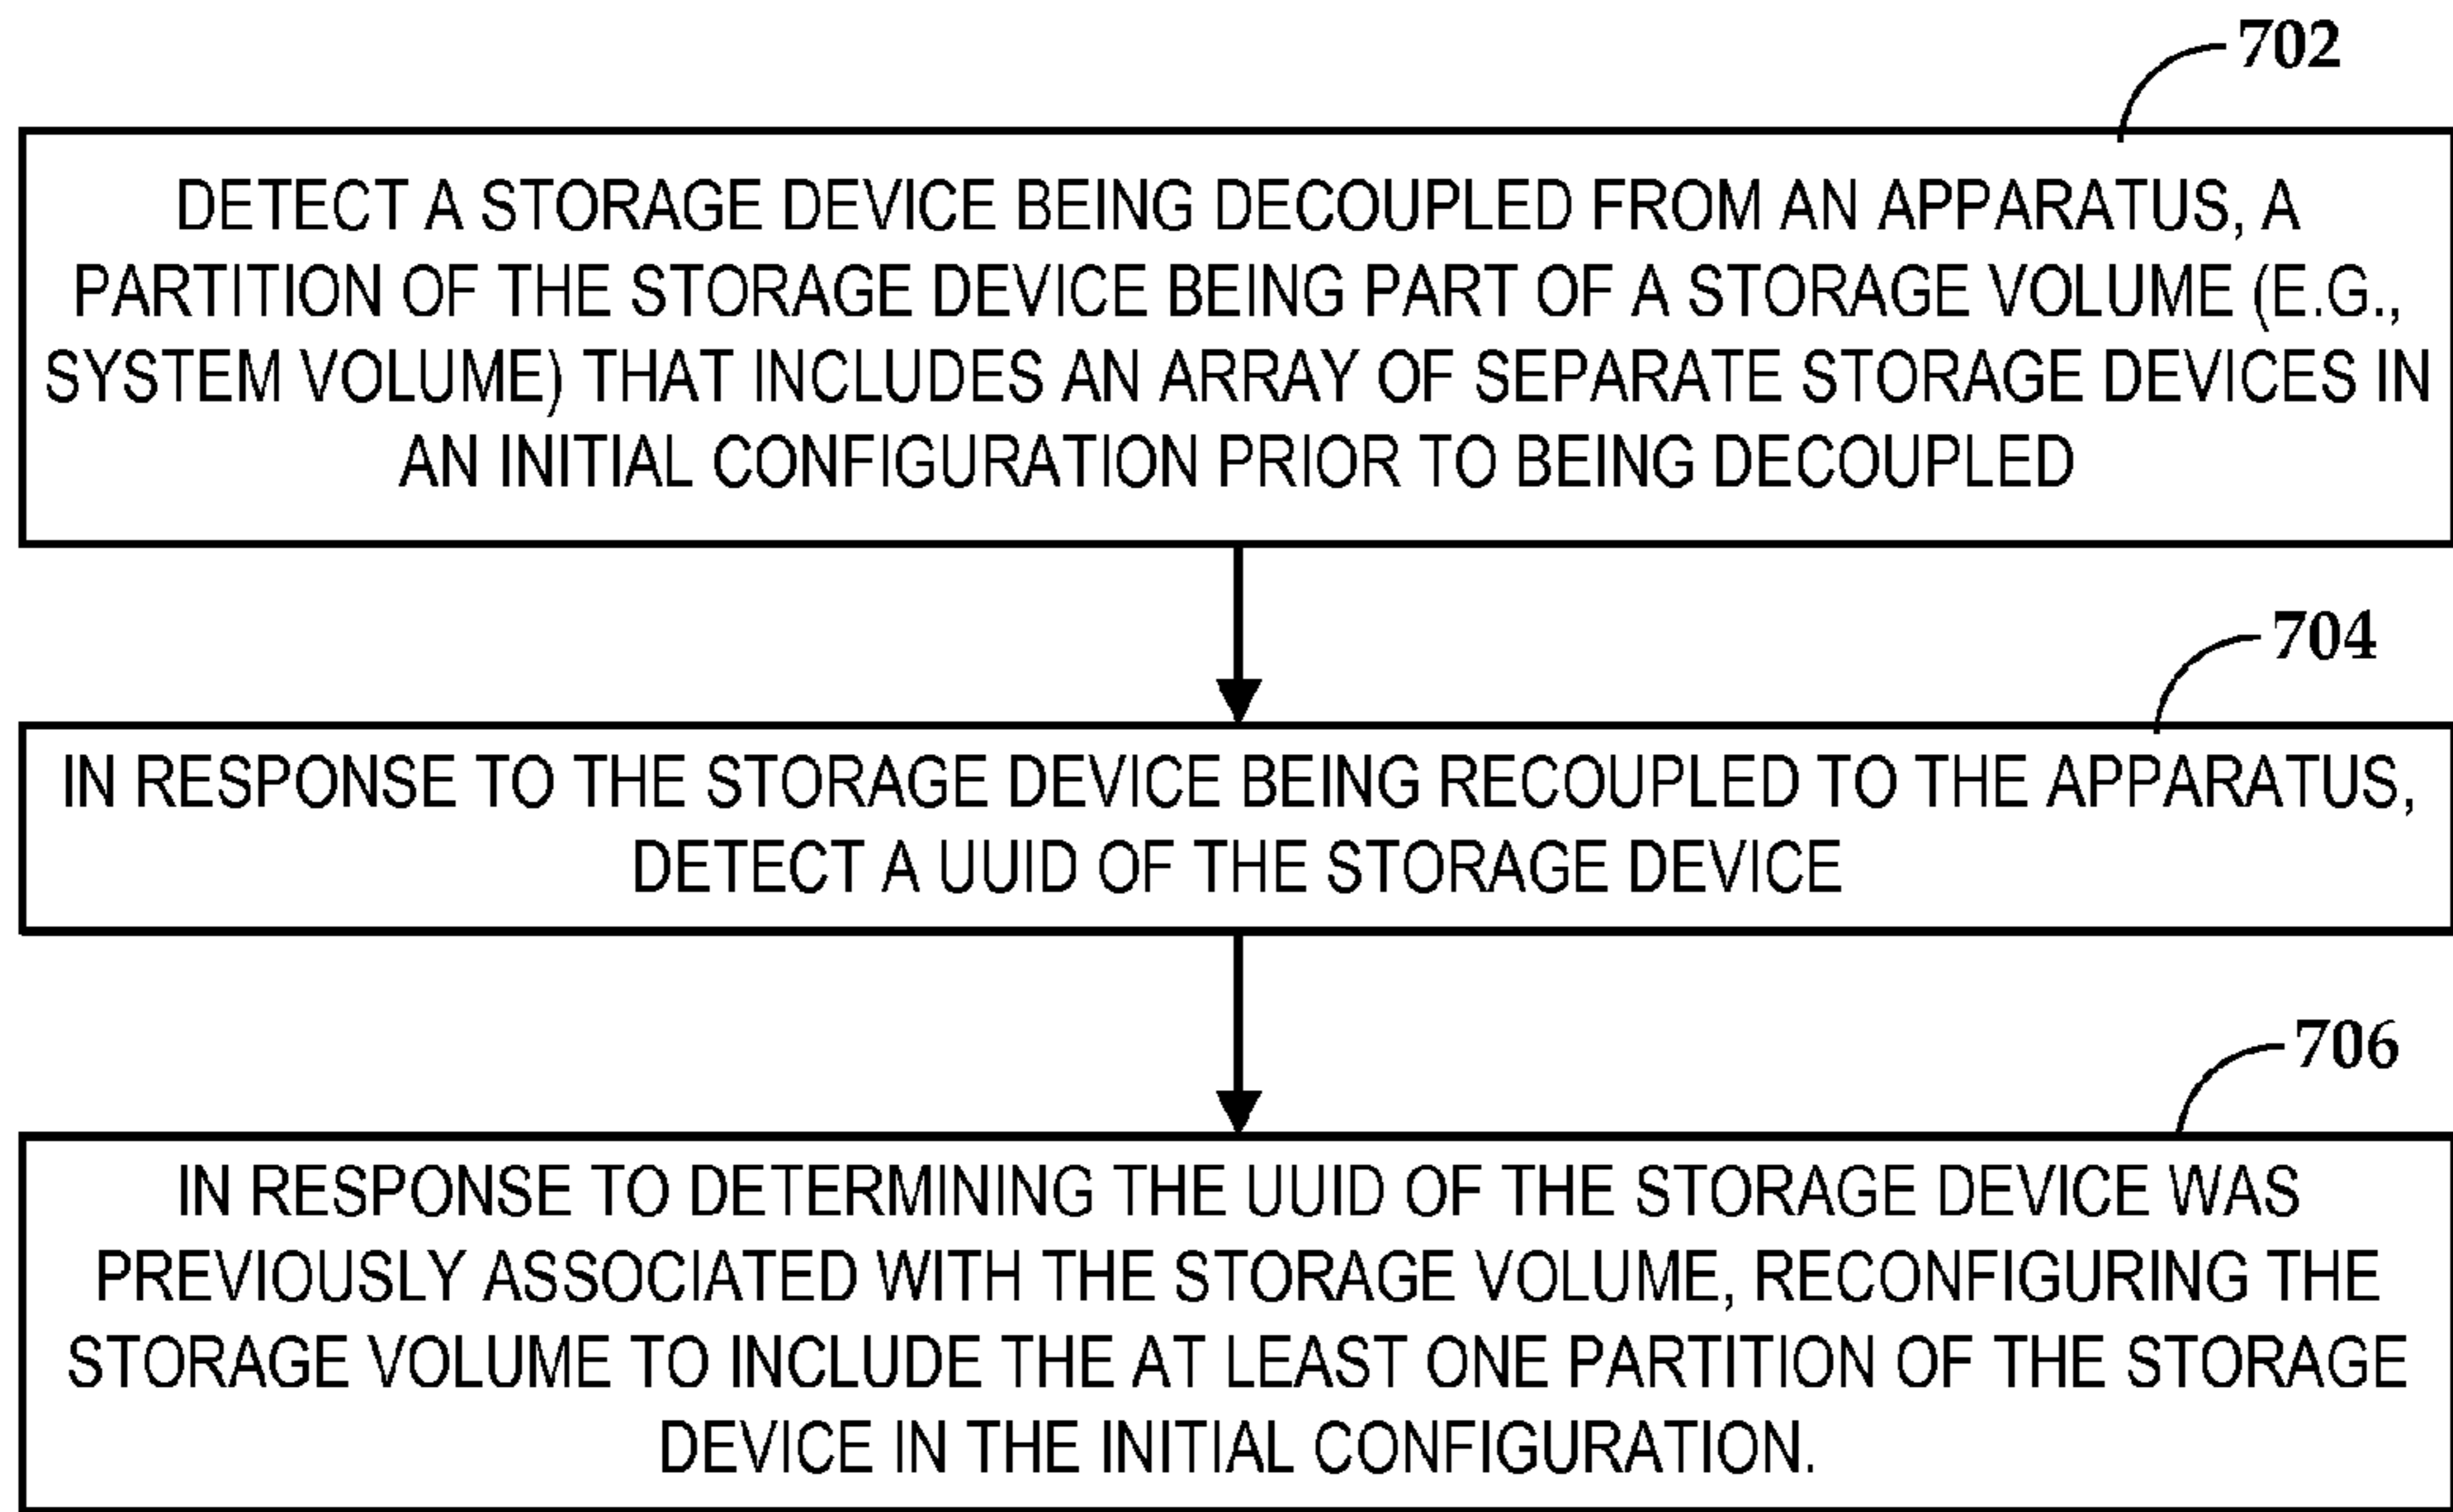 702
DETECT A STORAGE DEVICE BEING DECOUPLED FROM AN APPARATUS, A
PARTITION OF THE STORAGE DEVICE BEING PART OF A STORAGE VOLUME (E.G.,
SYSTEM VOLUME) THAT INCLUDES AN ARRAY OF SEPARATE STORAGE DEVICES IN
AN INITIAL CONFIGURATION PRIOR TO BEING DECOUPLED
704
IN RESPONSE TO THE STORAGE DEVICE BEING RECOUPLED TO THE APPARATUS,
DETECT A UUID OF THE STORAGE DEVICE
706
IN RESPONSE TO DETERMINING THE UUID OF THE STORAGE DEVICE WAS
PREVIOUSLY ASSOCIATED WITH THE STORAGE VOLUME, RECONFIGURING THE
STORAGE VOLUME TO INCLUDE THE AT LEAST ONE PARTITION OF THE STORAGE
DEVICE IN THE INITIAL CONFIGURATION.